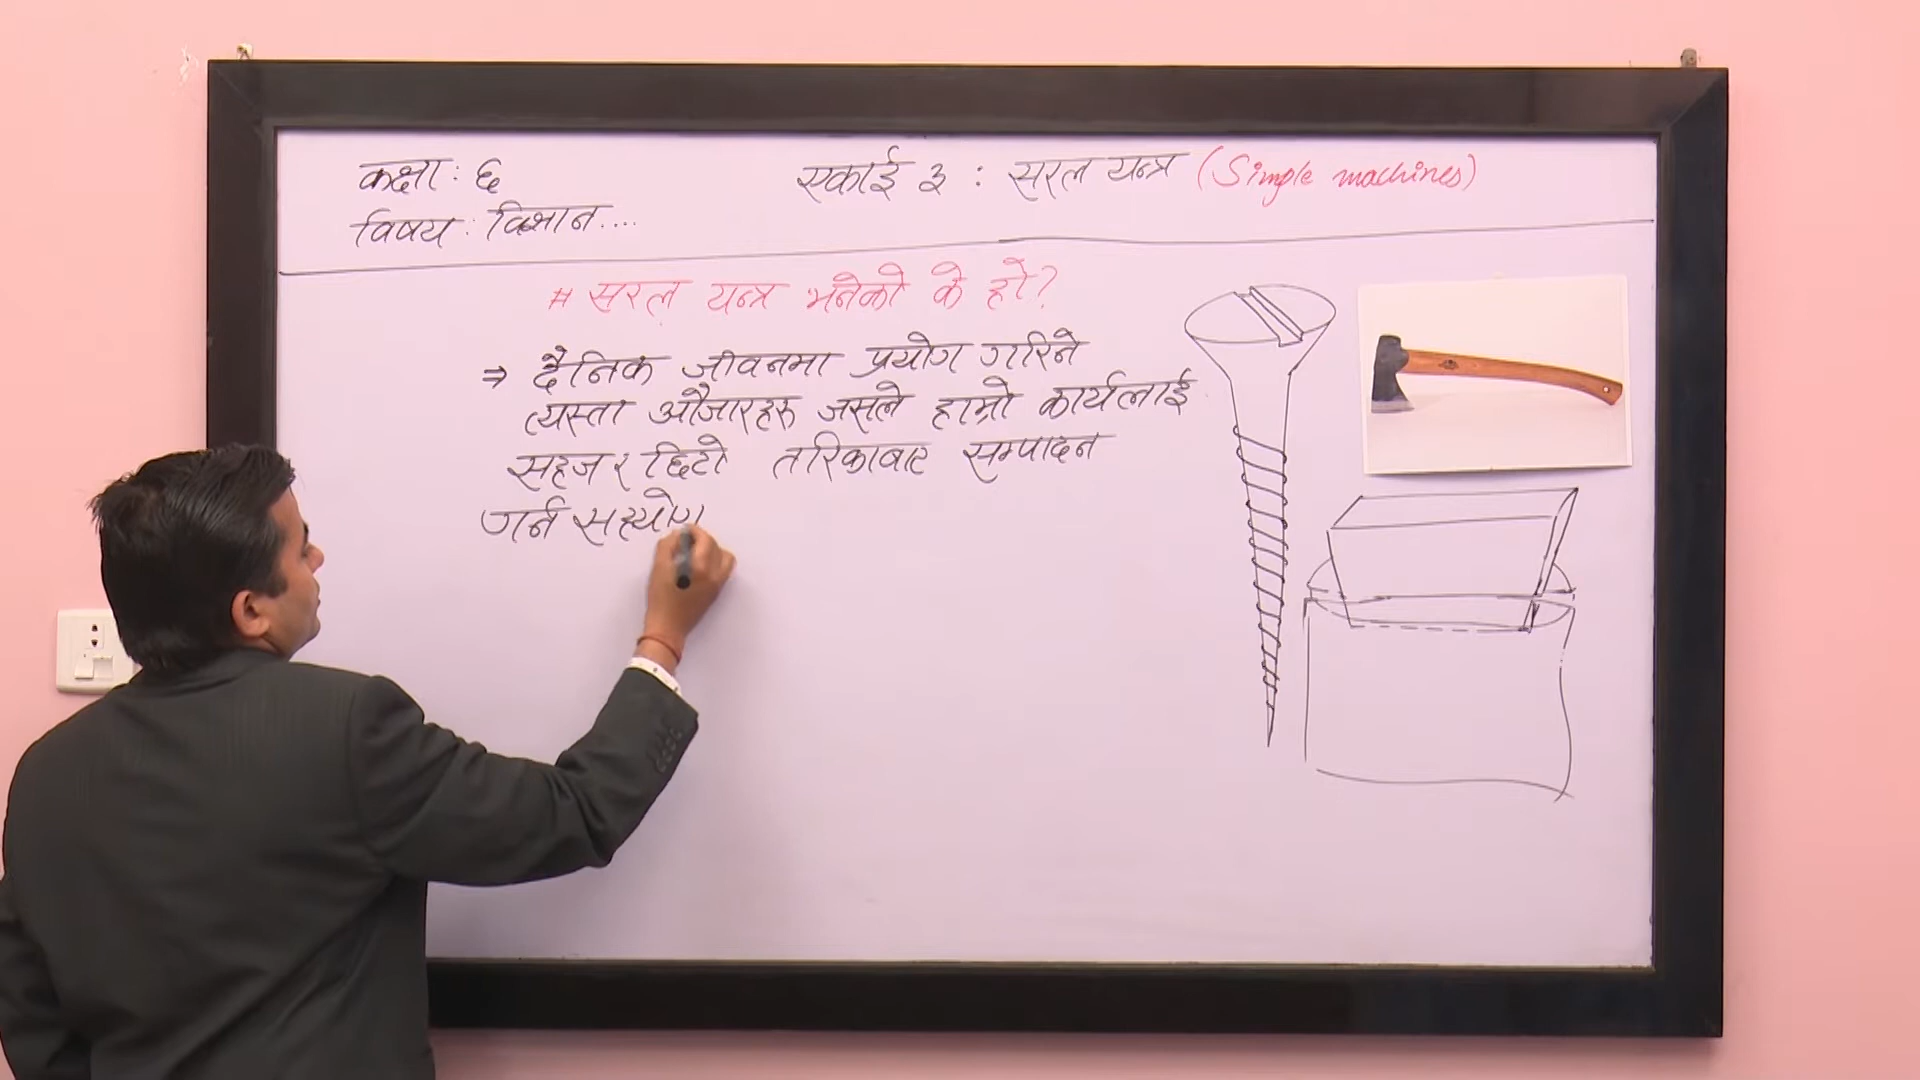 कक्षा : ६
एकाई ३ : सरल यन्त्र (Simple machines)
विषय : विज्ञान....
# सरल यन्त्र भनेको के हो?
⇒ दैनिक जीवनमा प्रयोग गरिने
त्यस्ता औजारहरु जसले हाम्रो कार्यलाई
सहज र छिटो तरिकाबाट सम्पादन
गर्न सहयोग